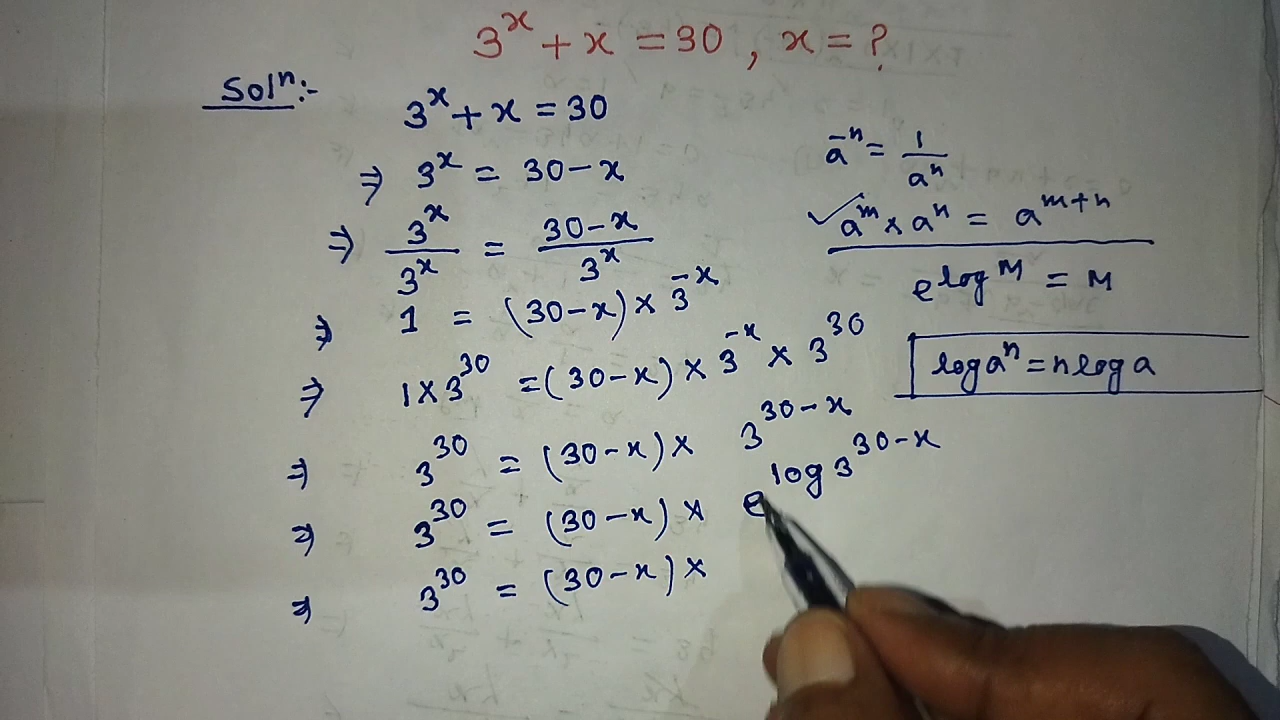 3^x + x = 30 , x = ?
Solⁿ:-
3^x + x = 30
⇒ 3^x = 30 - x
⇒ 3^x/3^x = (30-x)/3^x
⇒ 1 = (30-x) × 3^-x
⇒ 1 × 3^30 = (30-x) × 3^-x × 3^30
⇒ 3^30 = (30-x) × 3^30-x
⇒ 3^30 = (30-x) × e^log 3^30-x
⇒ 3^30 = (30-x) ×
a^-n = 1/a^n
✓ a^m × a^n = a^m+n
e^log M = M
log a^n = n log a